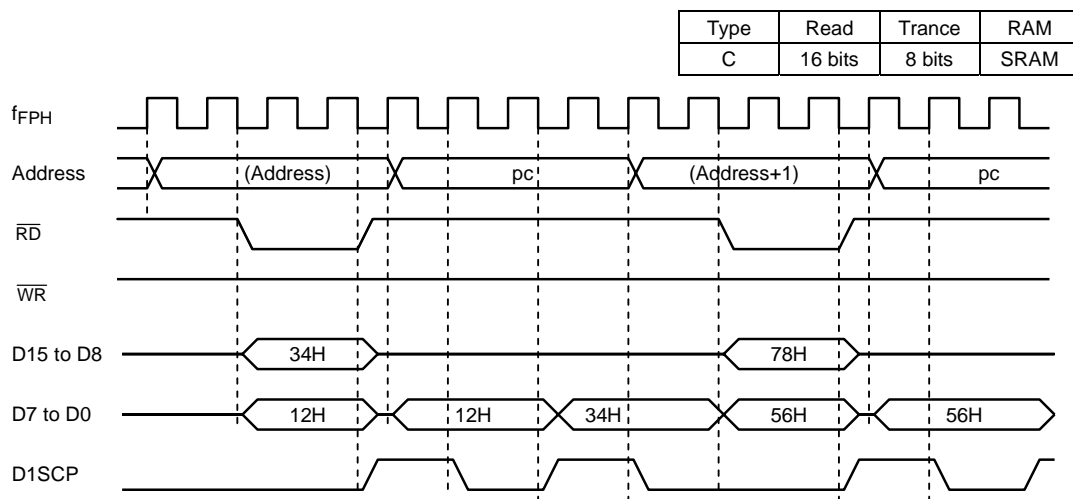 Type Read Trance RAM
C 16 bits 8 bits SRAM
fFPH
Address (Address) pc (Address+1) pc
RD
WR
D15 to D8 34H 78H
D7 to D0 12H 12H 34H 56H 56H
D1SCP